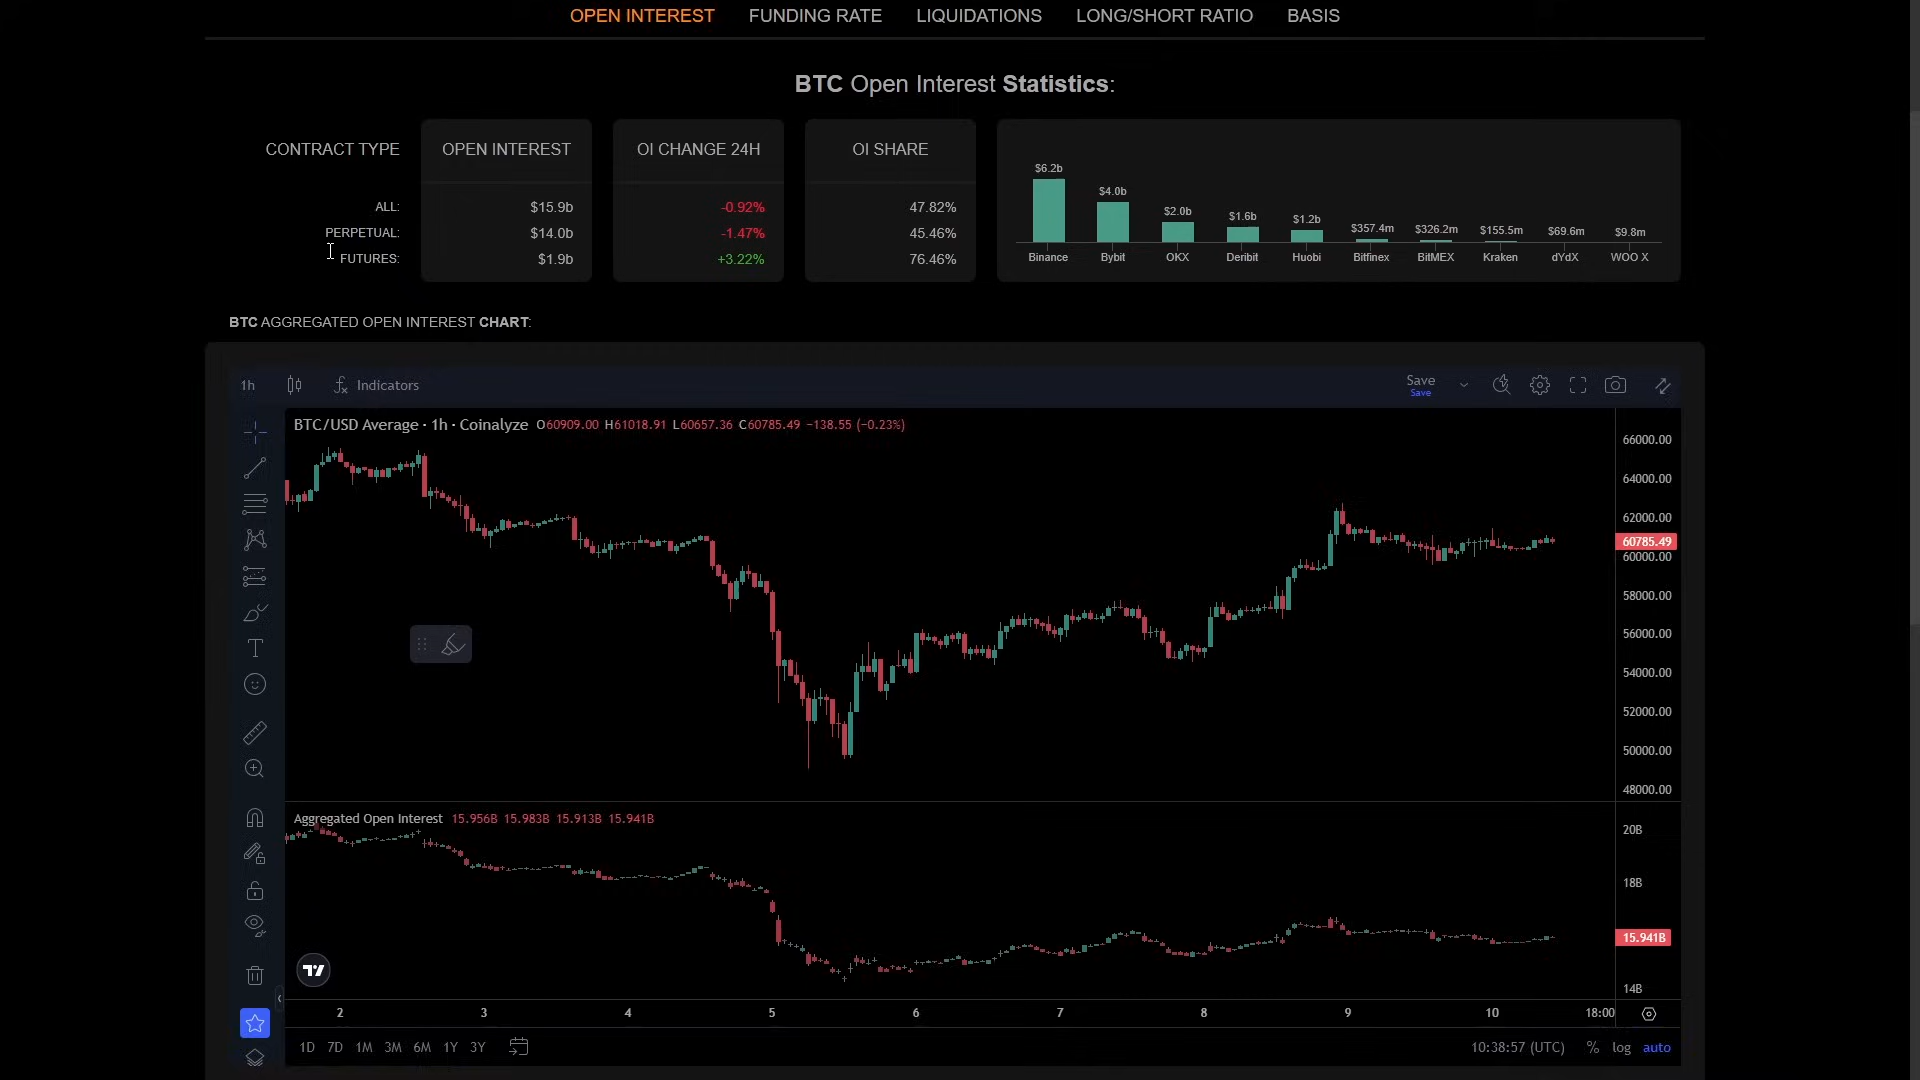 OPEN INTEREST FUNDING RATE LIQUIDATIONS LONG/SHORT RATIO BASIS
BTC Open Interest Statistics:
CONTRACT TYPE OPEN INTEREST OI CHANGE 24H OI SHARE
ALL: $15.9b -0.92% 47.82%
PERPETUAL: $14.0b -1.47% 45.46%
FUTURES: $1.9b +3.22% 76.46%
$6.2b $4.0b $2.0b $1.6b $1.2b $357.4m $326.2m $155.5m $69.6m $9.8m
Binance Bybit OKX Deribit Huobi Bitfinex BitMEX Kraken dYdX WOO X
BTC AGGREGATED OPEN INTEREST CHART:
1h Indicators Save
Save
BTC/USD Average · 1h · Coinalyze O60909.00 H61018.91 L60657.36 C60785.49 −138.55 (−0.23%)
66000.00
64000.00
62000.00
60785.49
60000.00
58000.00
56000.00
54000.00
52000.00
50000.00
48000.00
Aggregated Open Interest 15.956B 15.983B 15.913B 15.941B
20B
18B
15.941B
14B
2 3 4 5 6 7 8 9 10 18:00
1D 7D 1M 3M 6M 1Y 3Y 10:38:57 (UTC) % log auto